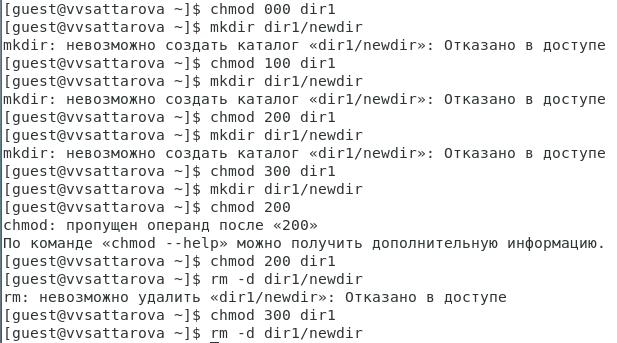 [guest@vvsattarova ~]$ chmod 000 dir1
[guest@vvsattarova ~]$ mkdir dir1/newdir
mkdir: невозможно создать каталог «dir1/newdir»: Отказано в доступе
[guest@vvsattarova ~]$ chmod 100 dir1
[guest@vvsattarova ~]$ mkdir dir1/newdir
mkdir: невозможно создать каталог «dir1/newdir»: Отказано в доступе
[guest@vvsattarova ~]$ chmod 200 dir1
[guest@vvsattarova ~]$ mkdir dir1/newdir
mkdir: невозможно создать каталог «dir1/newdir»: Отказано в доступе
[guest@vvsattarova ~]$ chmod 300 dir1
[guest@vvsattarova ~]$ mkdir dir1/newdir
[guest@vvsattarova ~]$ chmod 200
chmod: пропущен операнд после «200»
По команде «chmod --help» можно получить дополнительную информацию.
[guest@vvsattarova ~]$ chmod 200 dir1
[guest@vvsattarova ~]$ rm -d dir1/newdir
rm: невозможно удалить «dir1/newdir»: Отказано в доступе
[guest@vvsattarova ~]$ chmod 300 dir1
[guest@vvsattarova ~]$ rm -d dir1/newdir